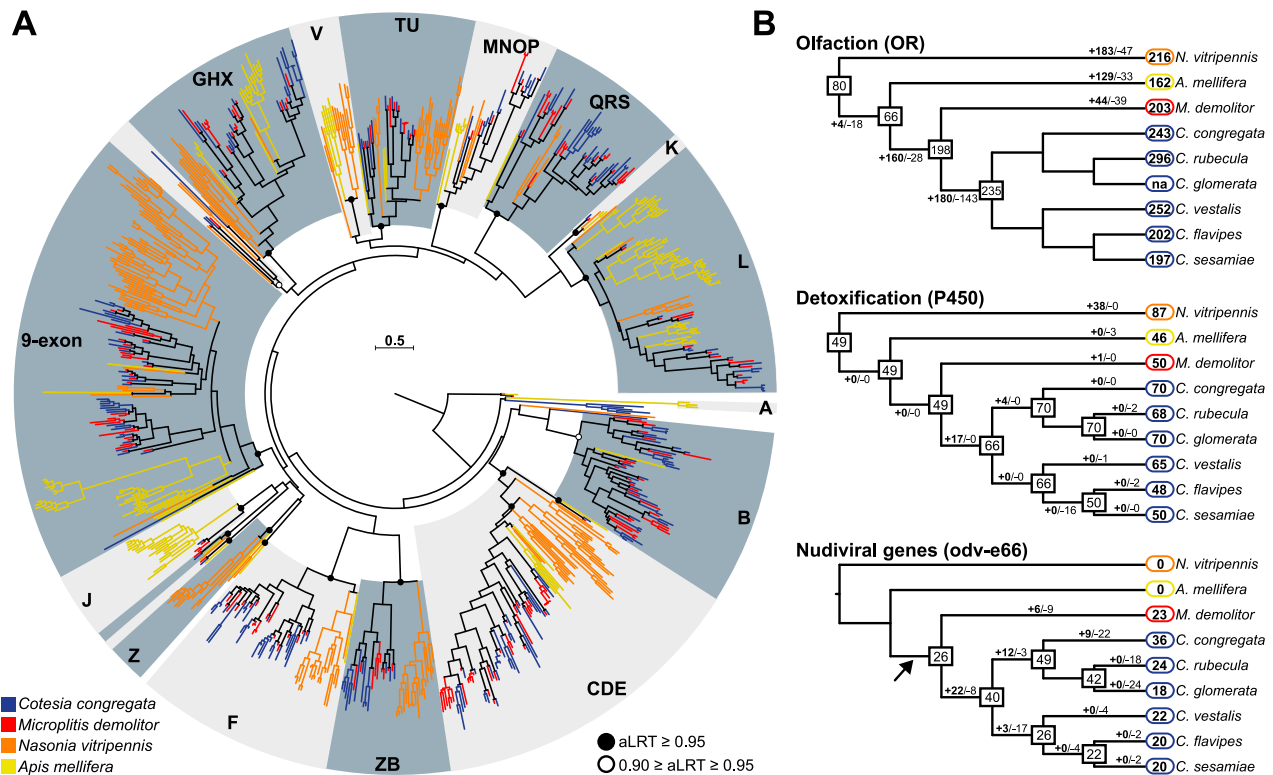 A
V
TU
MNOP
GHX
QRS
K
L
9-exon
0.5
A
B
J
Z
F
ZB
CDE
Cotesia congregata
Microplitis demolitor
Nasonia vitripennis
Apis mellifera
aLRT ≥ 0.95
0.90 ≥ aLRT ≥ 0.95
B
Olfaction (OR)
+183/-47 216 N. vitripennis
80
+129/-33 162 A. mellifera
+4/-18 66
+44/-39 203 M. demolitor
+160/-28 198
243 C. congregata
296 C. rubecula
+180/-143 235
na C. glomerata
252 C. vestalis
202 C. flavipes
197 C. sesamiae
Detoxification (P450)
+38/-0 87 N. vitripennis
49
+0/-3 46 A. mellifera
+0/-0 49
+1/-0 50 M. demolitor
49
+0/-0 70 C. congregata
+4/-0 70
+0/-2 68 C. rubecula
70
+17/-0 66
+0/-0 70 C. glomerata
+0/-1 65 C. vestalis
+0/-0 66
+0/-2 48 C. flavipes
+0/-16 50
+0/-0 50 C. sesamiae
Nudiviral genes (odv-e66)
0 N. vitripennis
0 A. mellifera
+6/-9 23 M. demolitor
26
+9/-22 36 C. congregata
+12/-3 49
+0/-18 24 C. rubecula
42
+22/-8 40
+0/-24 18 C. glomerata
+0/-4 22 C. vestalis
+3/-17 26
+0/-2 20 C. flavipes
+0/-4 22
+0/-2 20 C. sesamiae